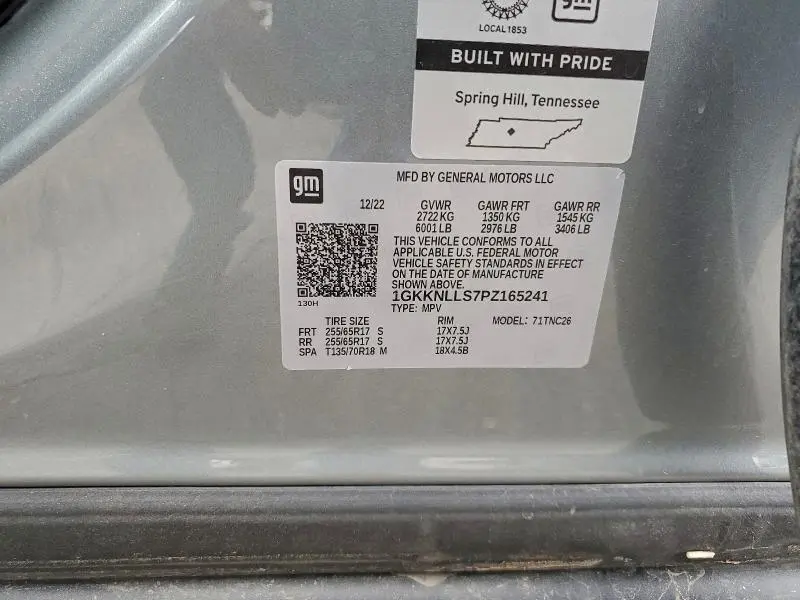 LOCAL 1853
gm
BUILT WITH PRIDE
Spring Hill, Tennessee
gm
MFD BY GENERAL MOTORS LLC
12/22 GVWR GAWR FRT GAWR RR
2722 KG 1350 KG 1545 KG
6001 LB 2976 LB 3406 LB
THIS VEHICLE CONFORMS TO ALL
APPLICABLE U.S. FEDERAL MOTOR
VEHICLE SAFETY STANDARDS IN EFFECT
ON THE DATE OF MANUFACTURE
SHOWN ABOVE.
130H
1GKKNLLS7PZ165241
TYPE: MPV
TIRE SIZE RIM MODEL: 71TNC26
FRT 255/65R17 S 17X7.5J
RR 255/65R17 S 17X7.5J
SPA T135/70R18 M 18X4.5B